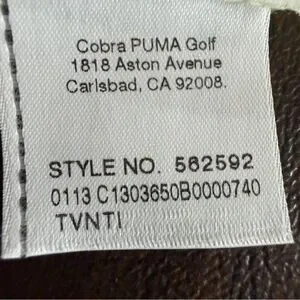 Cobra PUMA Golf
1818 Aston Avenue
Carlsbad, CA 92008.
STYLE NO. 562592
0113 C1303650B0000740
TVNTI